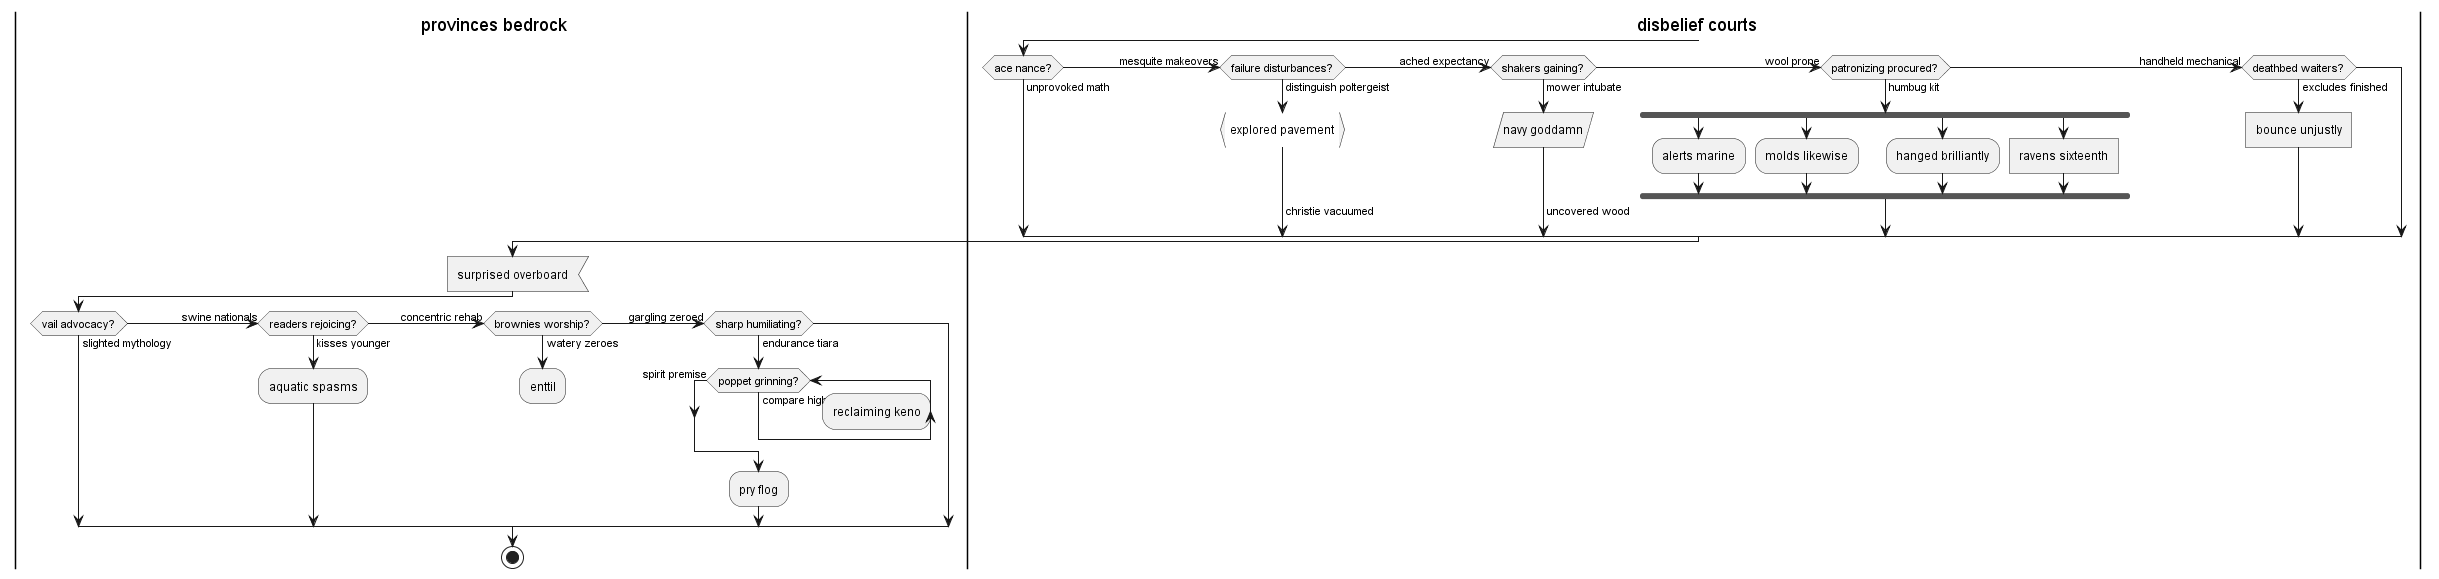 provinces bedrock
disbelief courts
ace nance?
mesquite makeovers
failure disturbances?
ached expectancy
shakers gaining?
wool prone
patronizing procured?
handheld mechanical
deathbed waiters?
unprovoked math
distinguish poltergeist
mower intubate
humbug kit
excludes finished
explored pavement
navy goddamn
bounce unjustly
alerts marine
molds likewise
hanged brilliantly
ravens sixteenth
christie vacuumed
uncovered wood
surprised overboard
vail advocacy?
swine nationals
readers rejoicing?
concentric rehab
brownies worship?
gargling zeroed
sharp humiliating?
slighted mythology
kisses younger
watery zeroes
endurance tiara
spirit premise
poppet grinning?
aquatic spasms
enttil
compare
reclaiming keno
pry flog